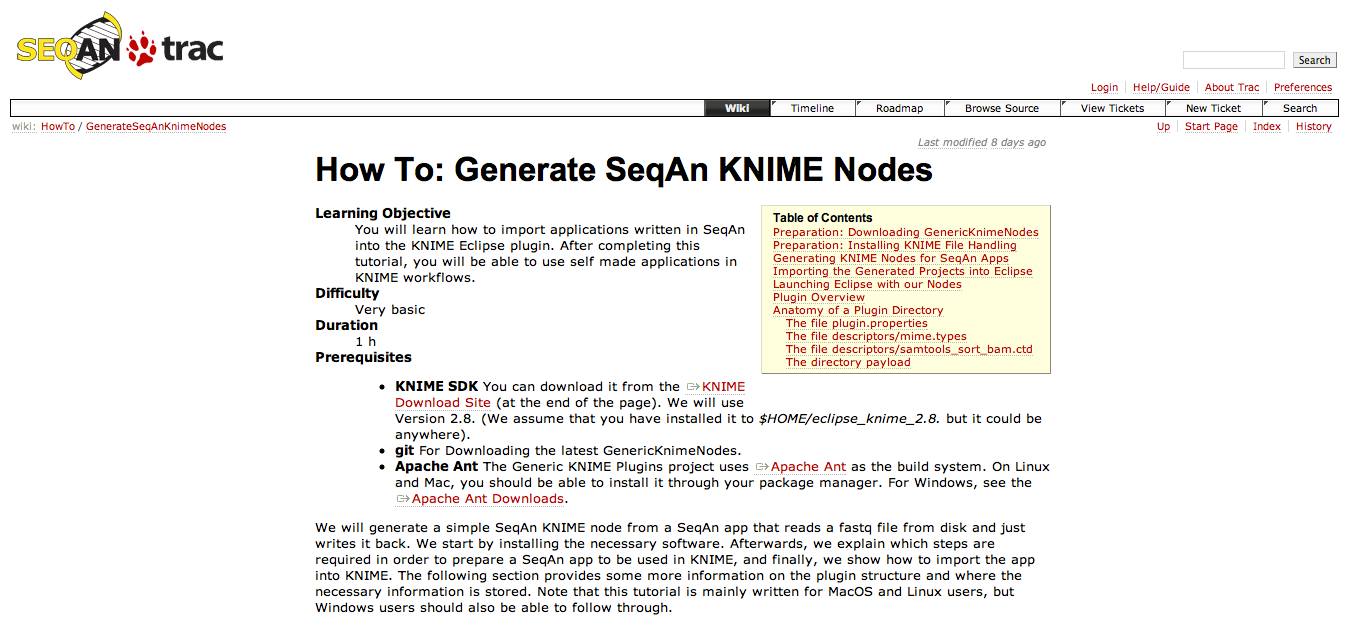 SEQAN trac
Search
Login Help/Guide About Trac Preferences
Wiki Timeline Roadmap Browse Source View Tickets New Ticket Search
wiki: HowTo / GenerateSeqAnKnimeNodes
Up Start Page Index History
Last modified 8 days ago
How To: Generate SeqAn KNIME Nodes
Learning Objective
You will learn how to import applications written in SeqAn
into the KNIME Eclipse plugin. After completing this
tutorial, you will be able to use self made applications in
KNIME workflows.
Difficulty
Very basic
Duration
1 h
Prerequisites
Table of Contents
Preparation: Downloading GenericKnimeNodes
Preparation: Installing KNIME File Handling
Generating KNIME Nodes for SeqAn Apps
Importing the Generated Projects into Eclipse
Launching Eclipse with our Nodes
Plugin Overview
Anatomy of a Plugin Directory
The file plugin.properties
The file descriptors/mime.types
The file descriptors/samtools_sort_bam.ctd
The directory payload
• KNIME SDK You can download it from the KNIME
Download Site (at the end of the page). We will use
Version 2.8. (We assume that you have installed it to $HOME/eclipse_knime_2.8. but it could be
anywhere).
• git For Downloading the latest GenericKnimeNodes.
• Apache Ant The Generic KNIME Plugins project uses Apache Ant as the build system. On Linux
and Mac, you should be able to install it through your package manager. For Windows, see the
Apache Ant Downloads.
We will generate a simple SeqAn KNIME node from a SeqAn app that reads a fastq file from disk and just
writes it back. We start by installing the necessary software. Afterwards, we explain which steps are
required in order to prepare a SeqAn app to be used in KNIME, and finally, we show how to import the app
into KNIME. The following section provides some more information on the plugin structure and where the
necessary information is stored. Note that this tutorial is mainly written for MacOS and Linux users, but
Windows users should also be able to follow through.